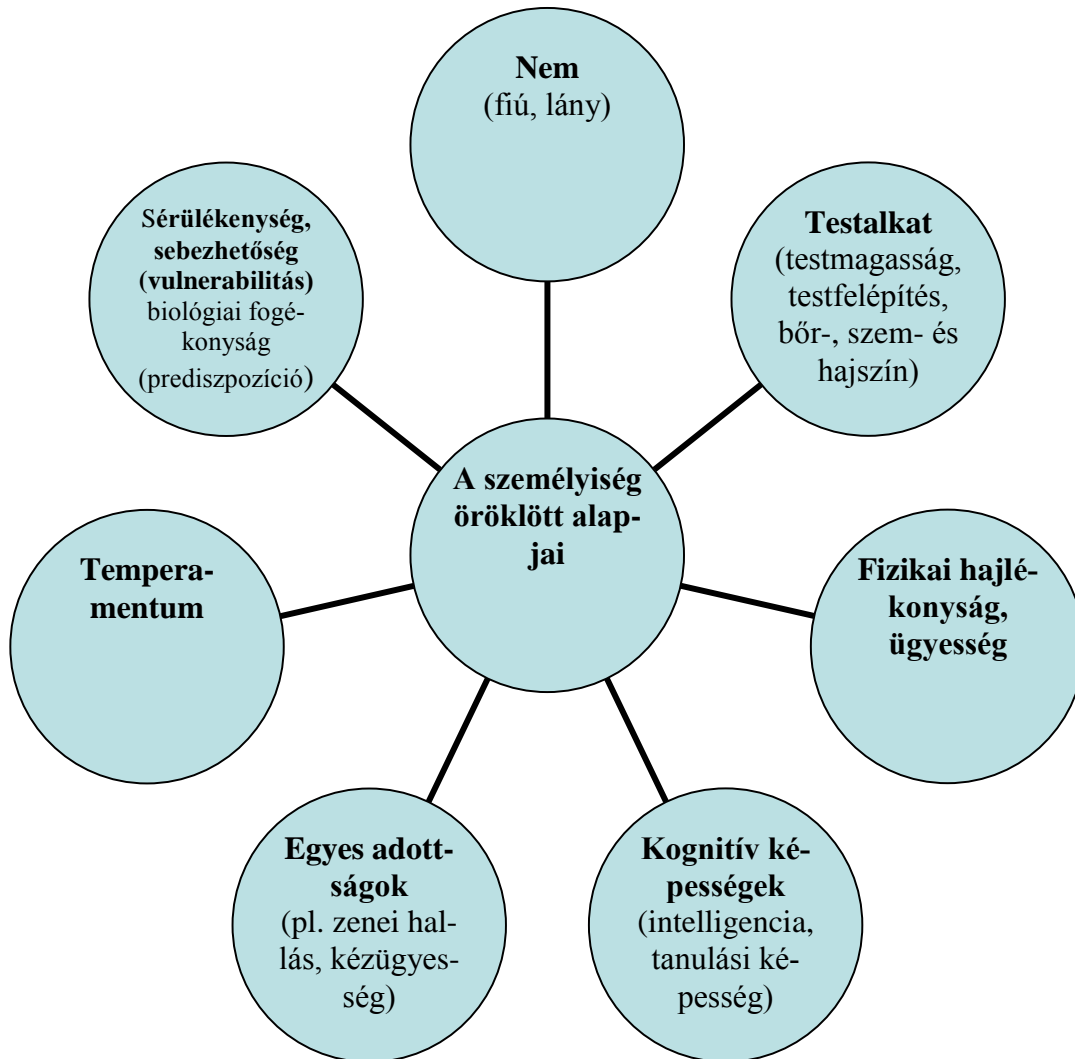 Nem
(fiú, lány)
Sérülékenység,
sebezhetőség
(vulnerabilitás)
biológiai fogé-
konyság
(prediszpozíció)
Testalkat
(testmagasság,
testfelépítés,
bőr-, szem- és
hajszín)
A személyiség
öröklött alap-
jai
Tempera-
mentum
Fizikai hajlé-
konyság,
ügyesség
Egyes adott-
ságok
(pl. zenei hal-
lás, kézügyes-
ség)
Kognitív ké-
pességek
(intelligencia,
tanulási ké-
pesség)